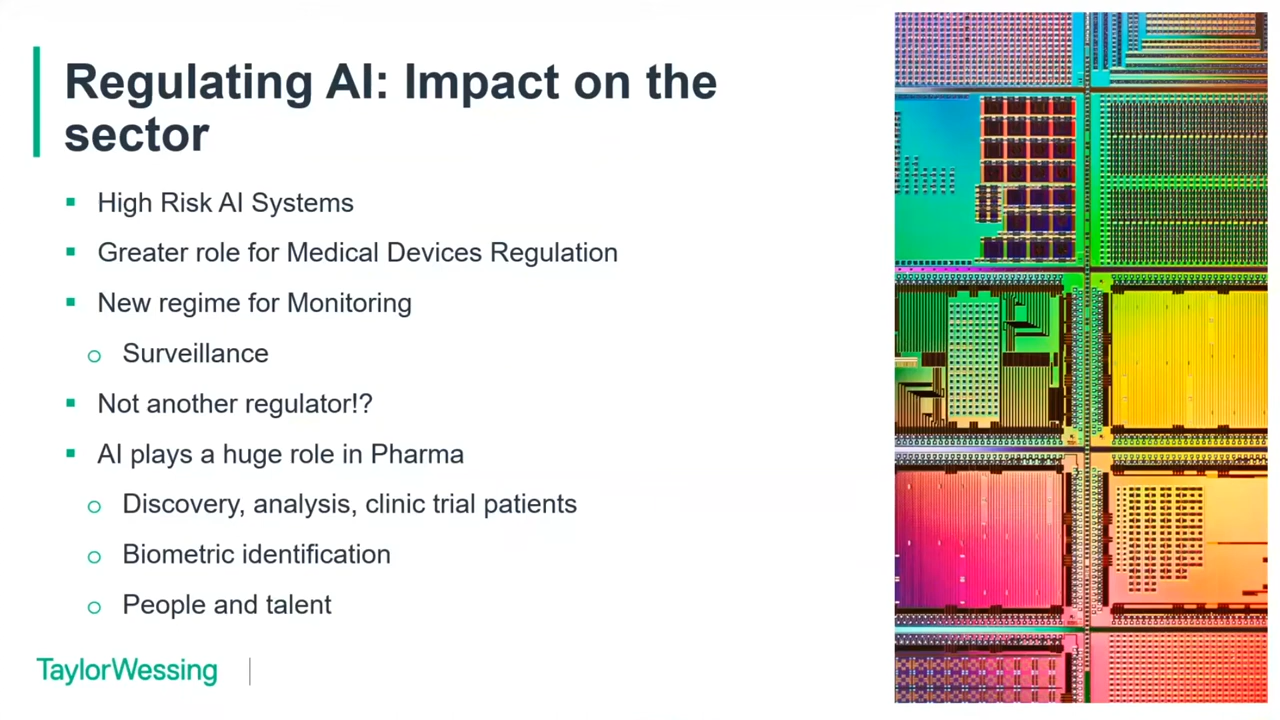 Regulating AI: Impact on the
sector
High Risk AI Systems
Greater role for Medical Devices Regulation
New regime for Monitoring
Surveillance
Not another regulator!?
AI plays a huge role in Pharma
Discovery, analysis, clinic trial patients
Biometric identification
People and talent
TaylorWessing